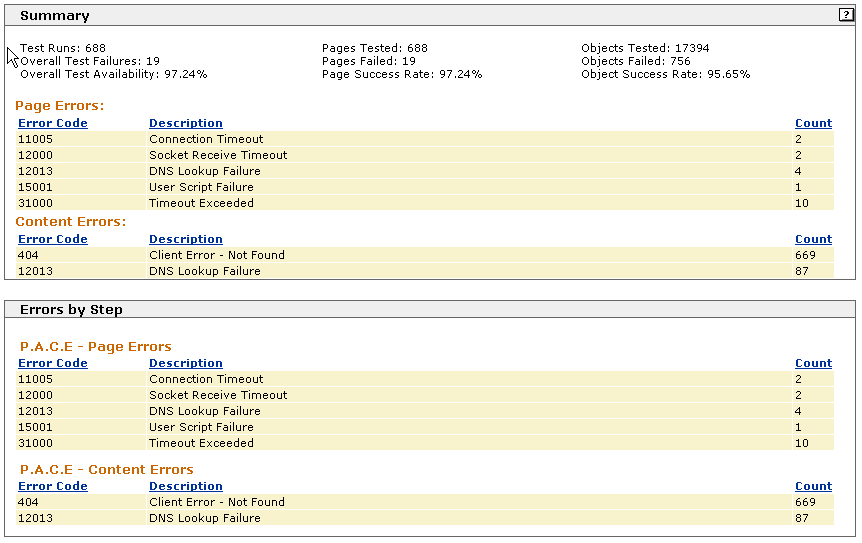 Summary ?
Test Runs: 688 Pages Tested: 688 Objects Tested: 17394
Overall Test Failures: 19 Pages Failed: 19 Objects Failed: 756
Overall Test Availability: 97.24% Page Success Rate: 97.24% Object Success Rate: 95.65%
Page Errors:
Error Code Description Count
11005 Connection Timeout 2
12000 Socket Receive Timeout 2
12013 DNS Lookup Failure 4
15001 User Script Failure 1
31000 Timeout Exceeded 10
Content Errors:
Error Code Description Count
404 Client Error - Not Found 669
12013 DNS Lookup Failure 87
Errors by Step
P.A.C.E - Page Errors
Error Code Description Count
11005 Connection Timeout 2
12000 Socket Receive Timeout 2
12013 DNS Lookup Failure 4
15001 User Script Failure 1
31000 Timeout Exceeded 10
P.A.C.E - Content Errors
Error Code Description Count
404 Client Error - Not Found 669
12013 DNS Lookup Failure 87